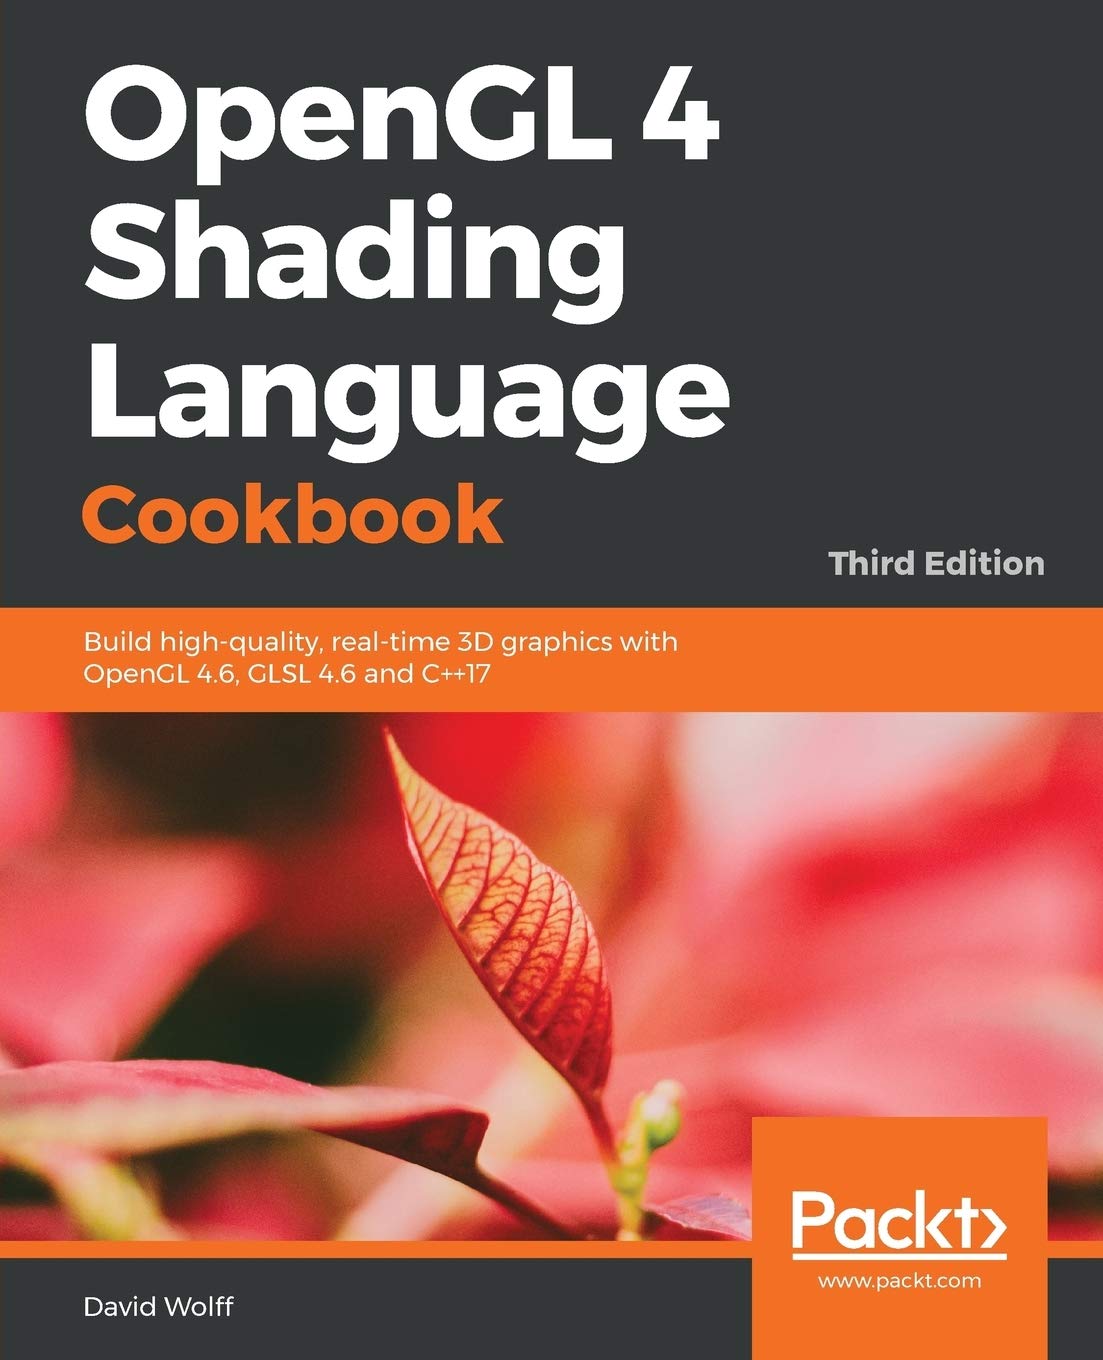 OpenGL 4
Shading
Language
Cookbook
Third Edition
Build high-quality, real-time 3D graphics with
OpenGL 4.6, GLSL 4.6 and C++17
Packt>
www.packt.com
David Wolff